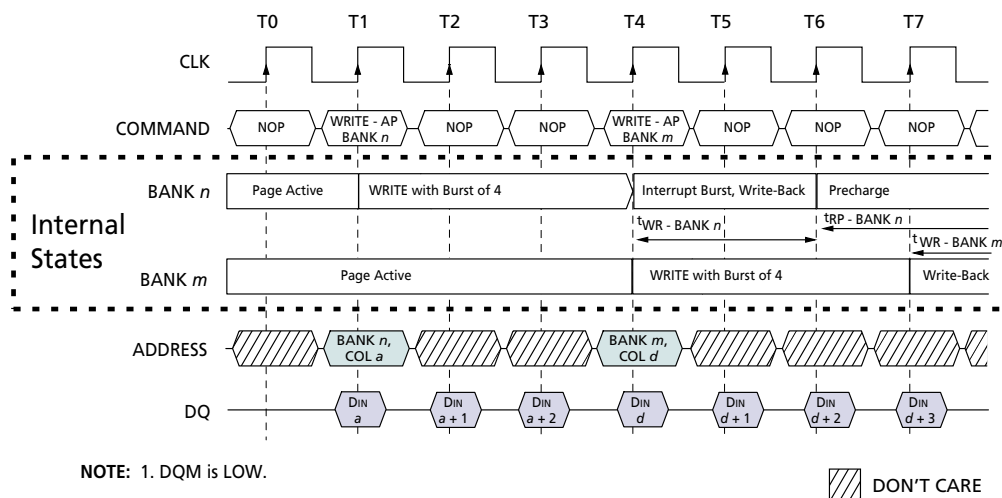 T0 T1 T2 T3 T4 T5 T6 T7
CLK
COMMAND NOP WRITE - AP BANK n NOP NOP WRITE - AP BANK m NOP NOP NOP
Internal States
BANK n Page Active WRITE with Burst of 4 Interrupt Burst, Write-Back Precharge
tWR - BANK n tRP - BANK n
tWR - BANK m
BANK m Page Active WRITE with Burst of 4 Write-Back
ADDRESS BANK n, COL a BANK m, COL d
DQ DIN a DIN a + 1 DIN a + 2 DIN d DIN d + 1 DIN d + 2 DIN d + 3
NOTE: 1. DQM is LOW.
DON'T CARE